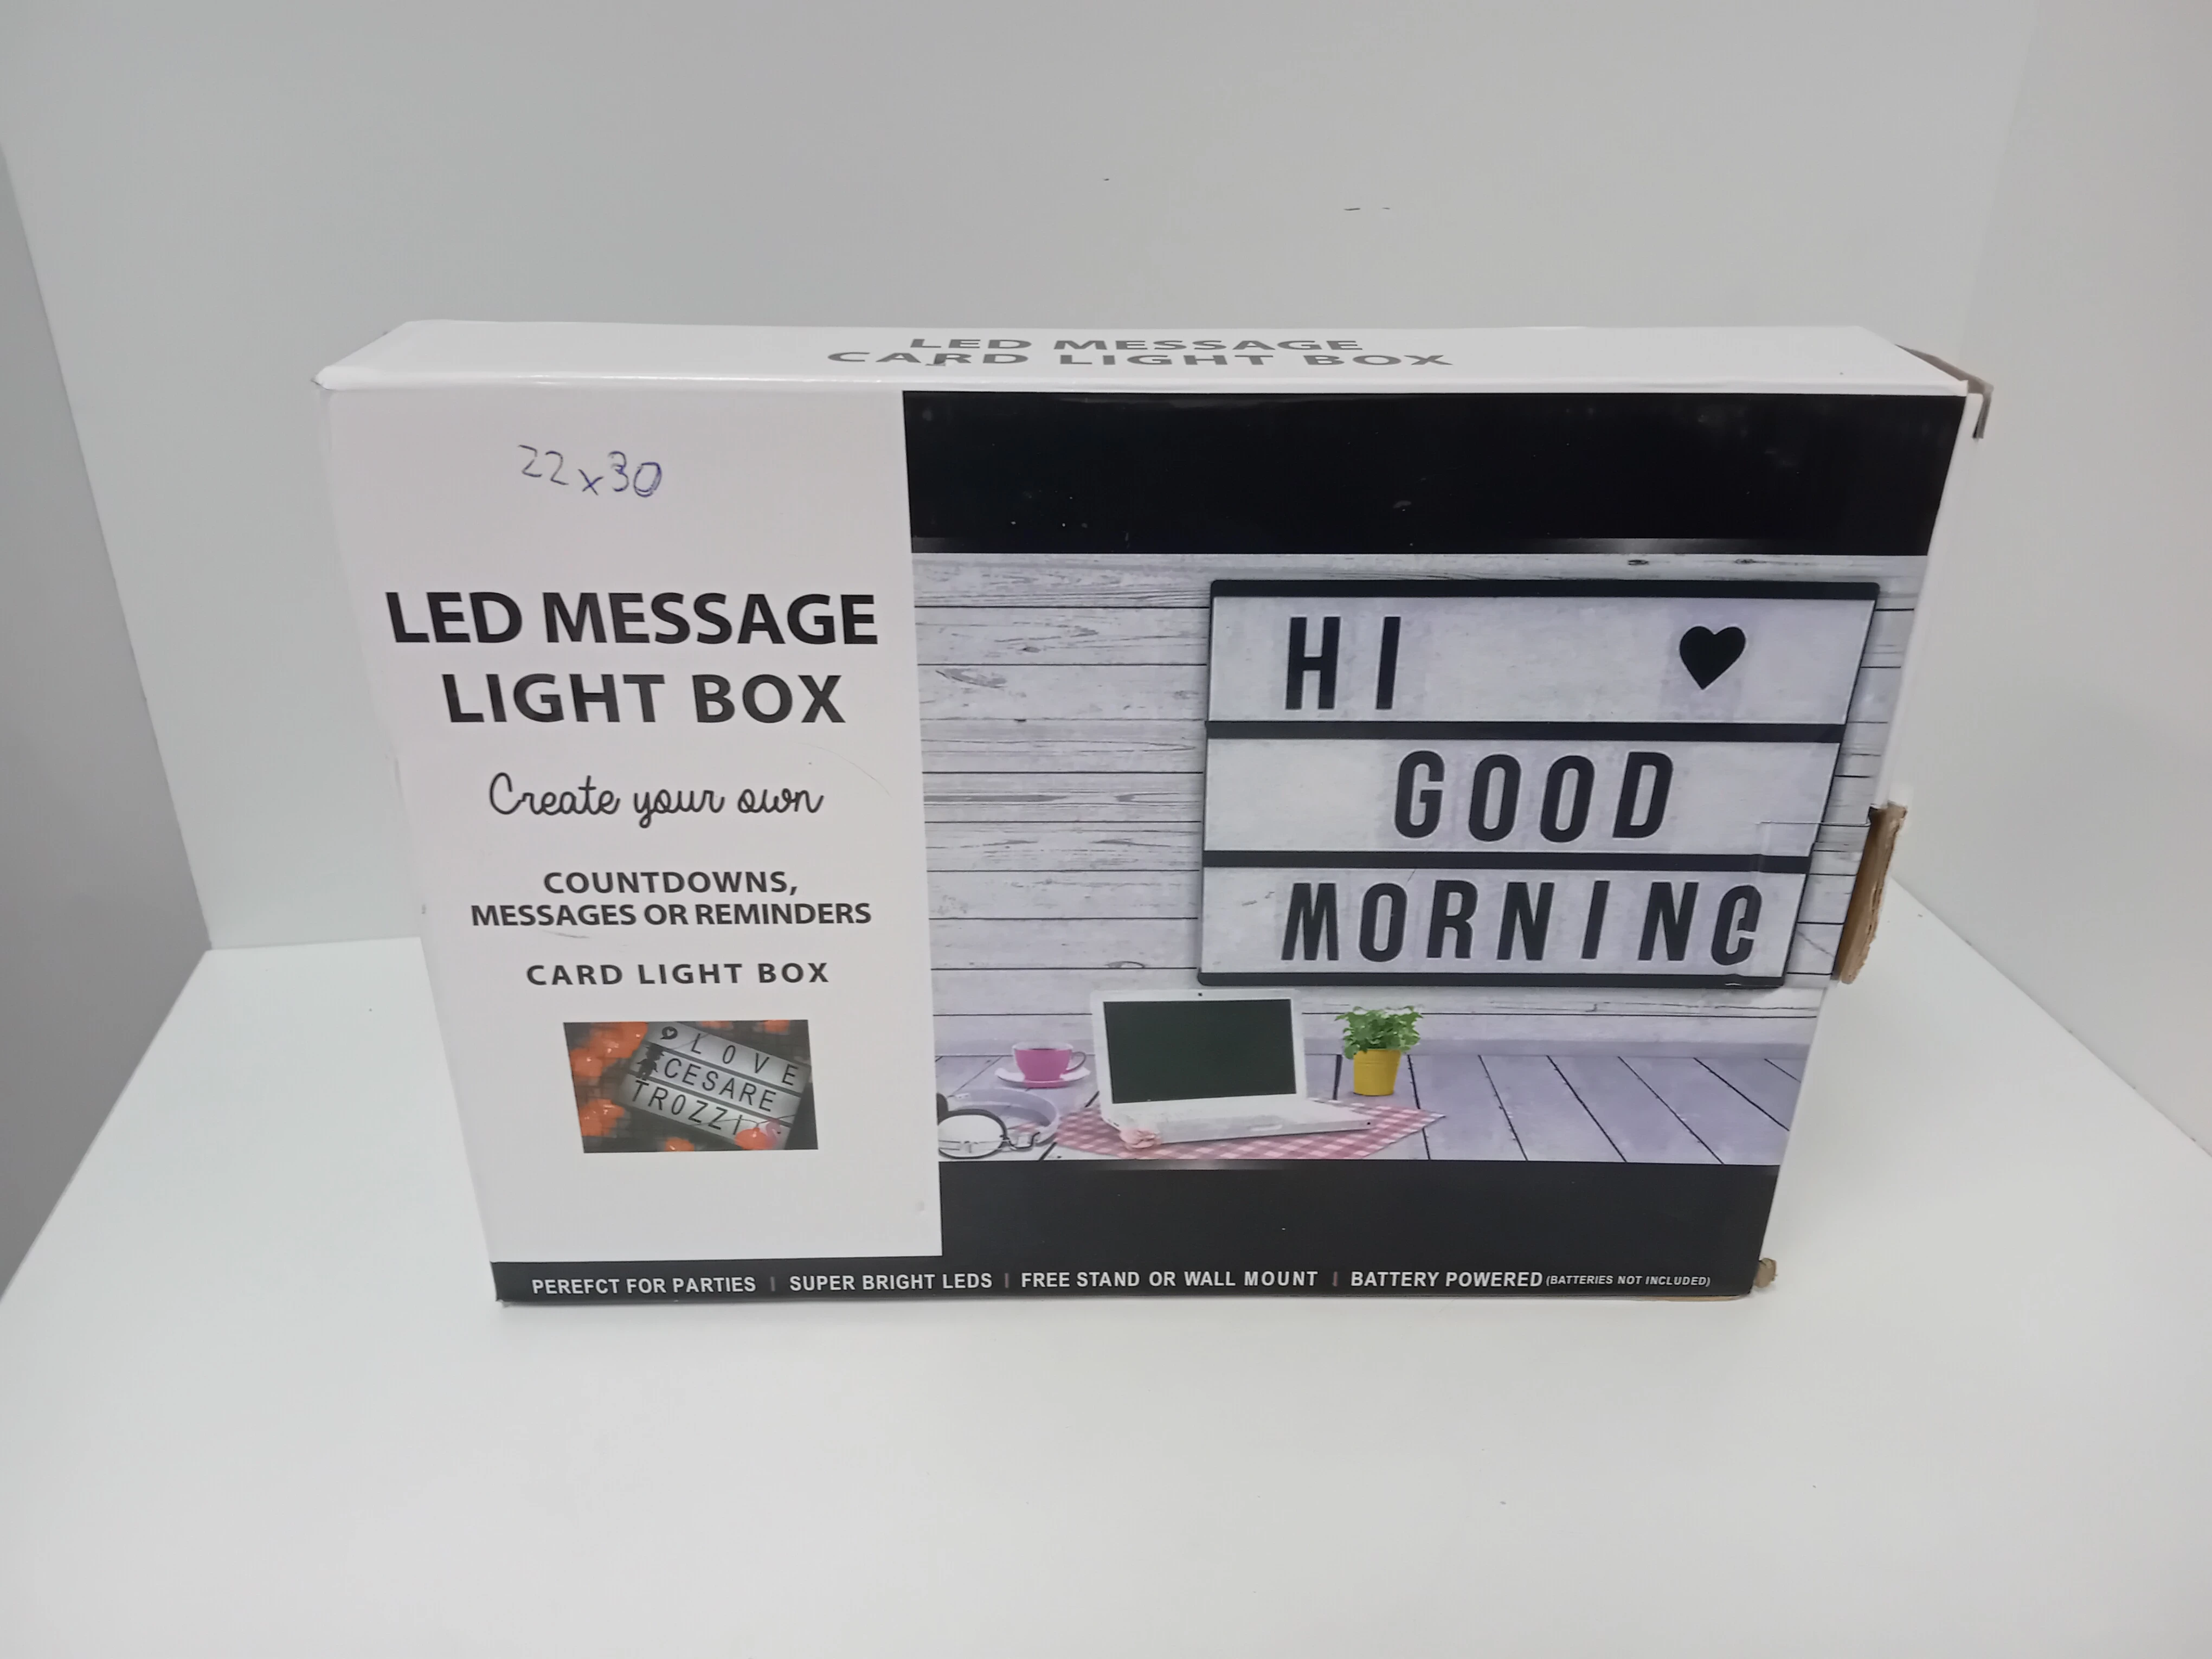 LED MESSAGE
CARD LIGHT BOX
22x30
LED MESSAGE
LIGHT BOX
Create your own
COUNTDOWNS,
MESSAGES OR REMINDERS
CARD LIGHT BOX
LOVE
CESARE
TROZZI
HI ♥
GOOD
MORNING
PEREFCT FOR PARTIES | SUPER BRIGHT LEDS | FREE STAND OR WALL MOUNT | BATTERY POWERED (BATTERIES NOT INCLUDED)